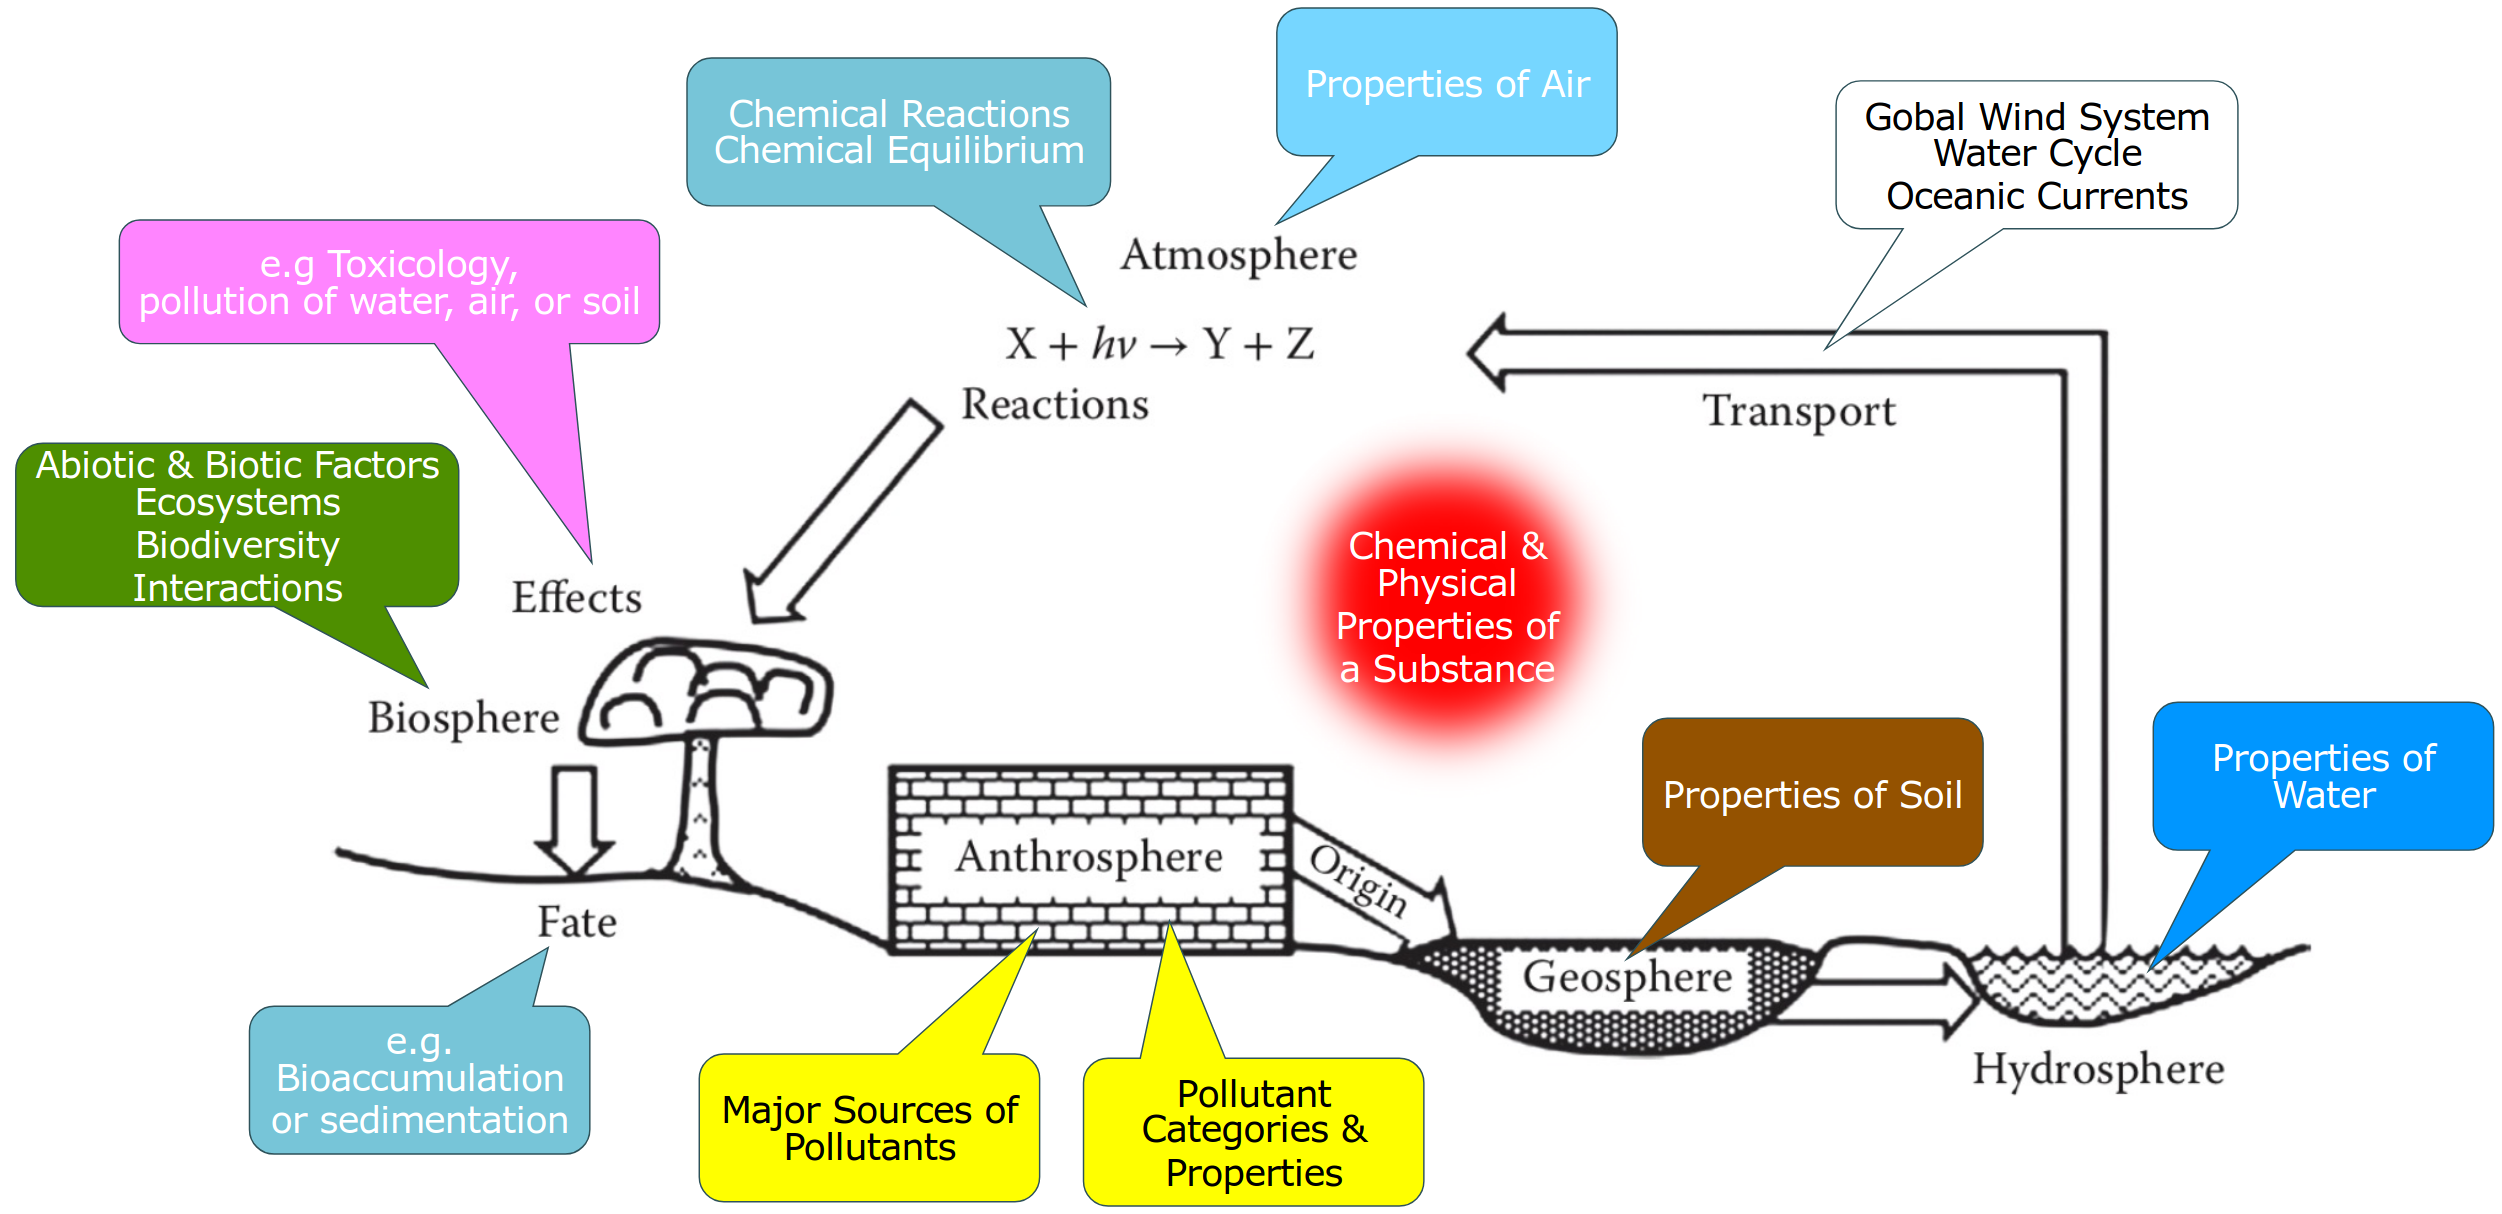 Properties of Air
Chemical Reactions
Chemical Equilibrium
Gobal Wind System
Water Cycle
Oceanic Currents
e.g Toxicology,
pollution of water, air, or soil
Atmosphere
X + hν → Y + Z
Reactions
Transport
Abiotic & Biotic Factors
Ecosystems
Biodiversity
Interactions
Effects
Chemical &
Physical
Properties of
a Substance
Biosphere
Properties of Soil
Properties of
Water
Anthrosphere
Origin
Fate
Geosphere
Hydrosphere
e.g.
Bioaccumulation
or sedimentation
Major Sources of
Pollutants
Pollutant
Categories &
Properties